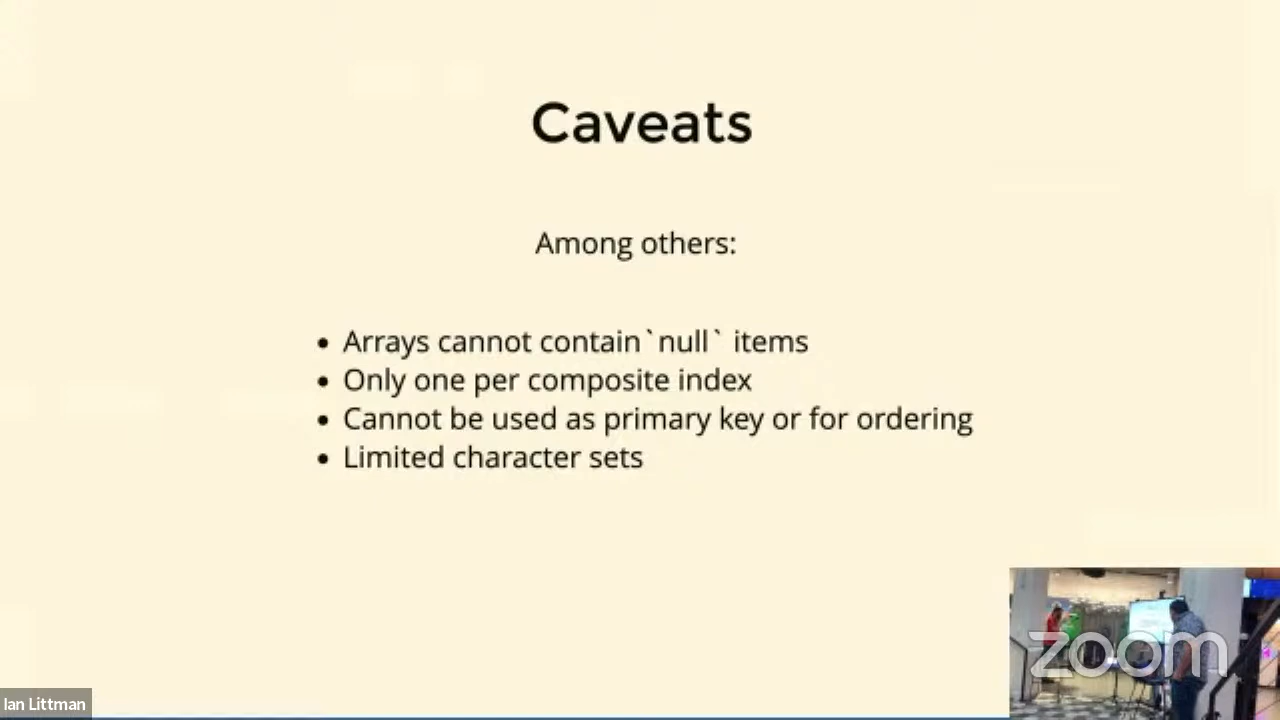 Caveats
Among others:
• Arrays cannot contain `null` items
• Only one per composite index
• Cannot be used as primary key or for ordering
• Limited character sets
zoom
Ian Littman